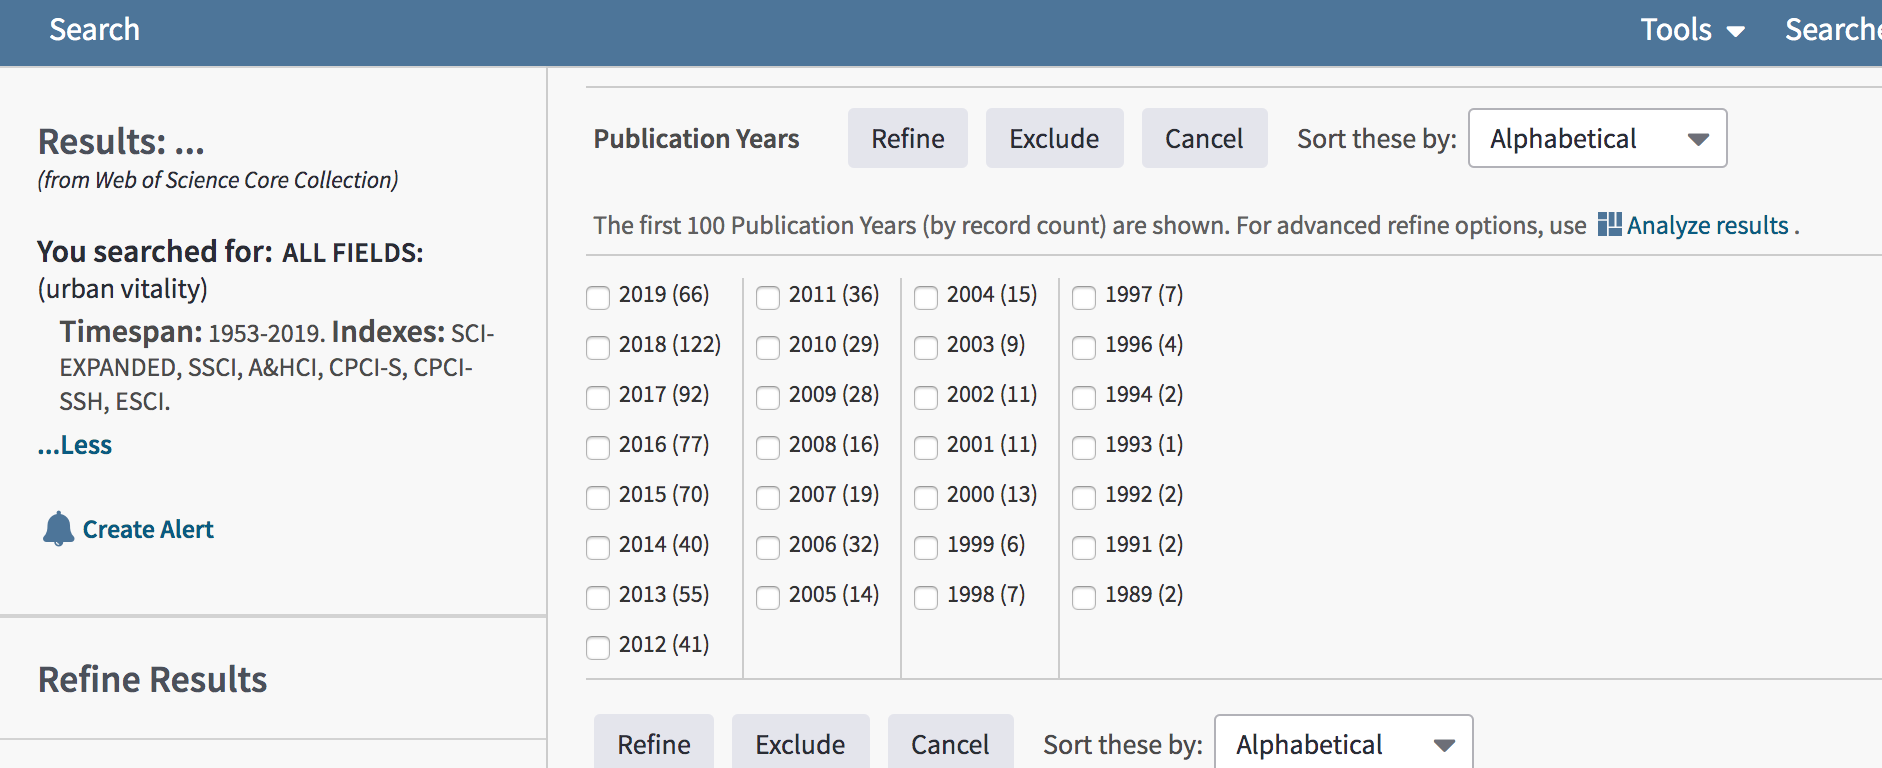 Search
Tools
Results: ...
(from Web of Science Core Collection)
You searched for: ALL FIELDS:
(urban vitality)
Timespan: 1953-2019. Indexes: SCI-
EXPANDED, SSCI, A&HCI, CPCI-S, CPCI-
SSH, ESCI.
...Less
Create Alert
Refine Results
Publication Years
Refine
Exclude
Cancel
Sort these by:
Alphabetical
The first 100 Publication Years (by record count) are shown. For advanced refine options, use Analyze results .
2019 (66)
2018 (122)
2017 (92)
2016 (77)
2015 (70)
2014 (40)
2013 (55)
2012 (41)
2011 (36)
2010 (29)
2009 (28)
2008 (16)
2007 (19)
2006 (32)
2005 (14)
2004 (15)
2003 (9)
2002 (11)
2001 (11)
2000 (13)
1999 (6)
1998 (7)
1997 (7)
1996 (4)
1994 (2)
1993 (1)
1992 (2)
1991 (2)
1989 (2)
Refine
Exclude
Cancel
Sort these by:
Alphabetical